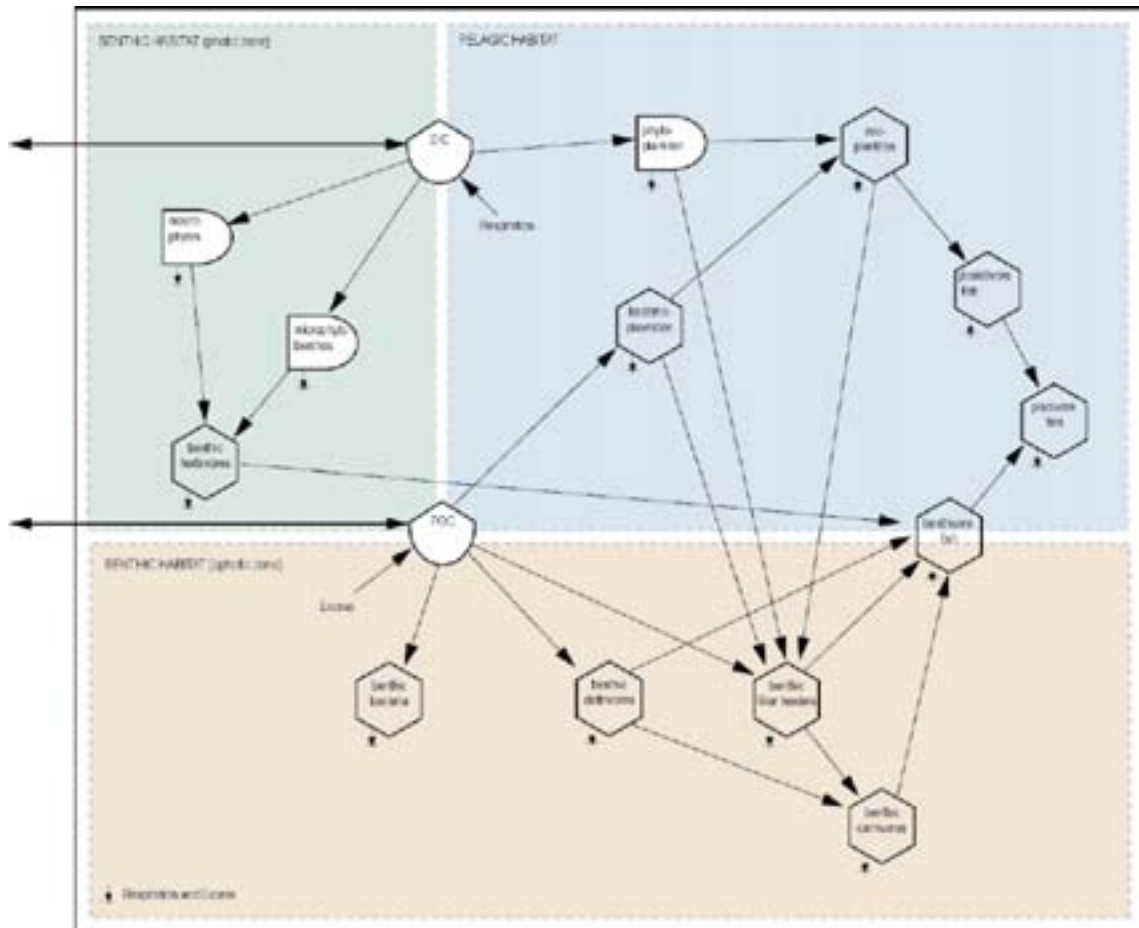 BENTHIC HABITAT (photic zone)
PELAGIC HABITAT
DIC
phyto-
plankton
zoo-
plankton
macro-
phytes
Respiration
planktivore
fish
bacterio-
plankton
microphyto-
benthos
piscivore
fish
benthic
herbivores
POC
benthivore
fish
BENTHIC HABITAT (aphotic zone)
Excreta
benthic
bacteria
benthic
detritivores
benthic
filter feeders
benthic
carnivores
Respiration and Excreta